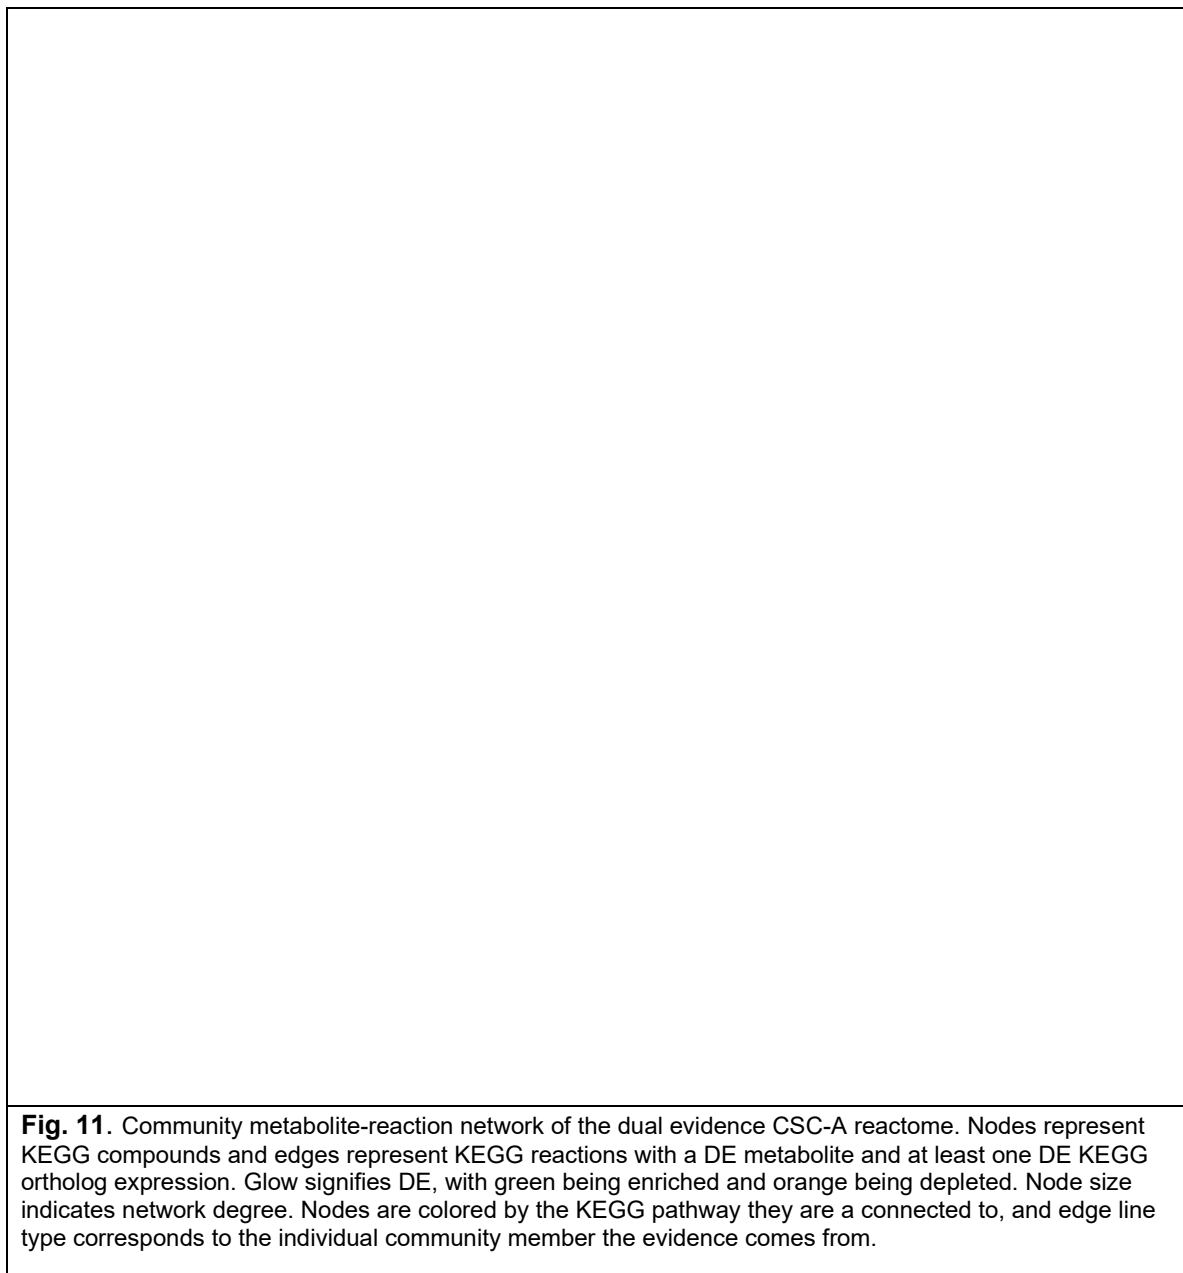 Fig. 11. Community metabolite-reaction network of the dual evidence CSC-A reactome. Nodes represent
KEGG compounds and edges represent KEGG reactions with a DE metabolite and at least one DE KEGG
ortholog expression. Glow signifies DE, with green being enriched and orange being depleted. Node size
indicates network degree. Nodes are colored by the KEGG pathway they are a connected to, and edge line
type corresponds to the individual community member the evidence comes from.